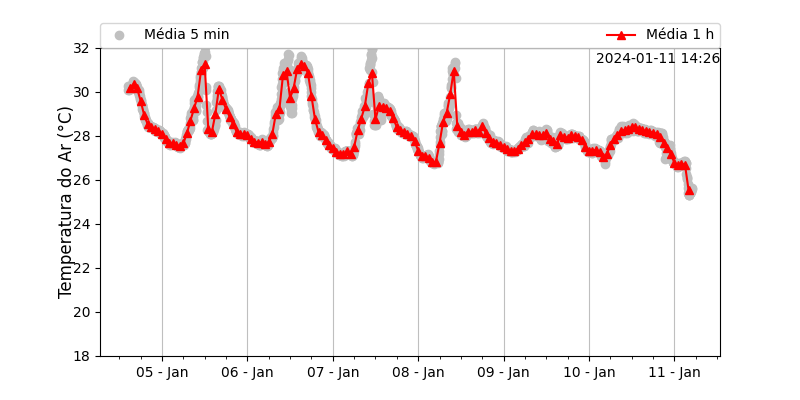 Média 5 min
Média 1 h
2024-01-11 14:26
Temperatura do Ar (°C)
32
30
28
26
24
22
20
18
05 - Jan
06 - Jan
07 - Jan
08 - Jan
09 - Jan
10 - Jan
11 - Jan